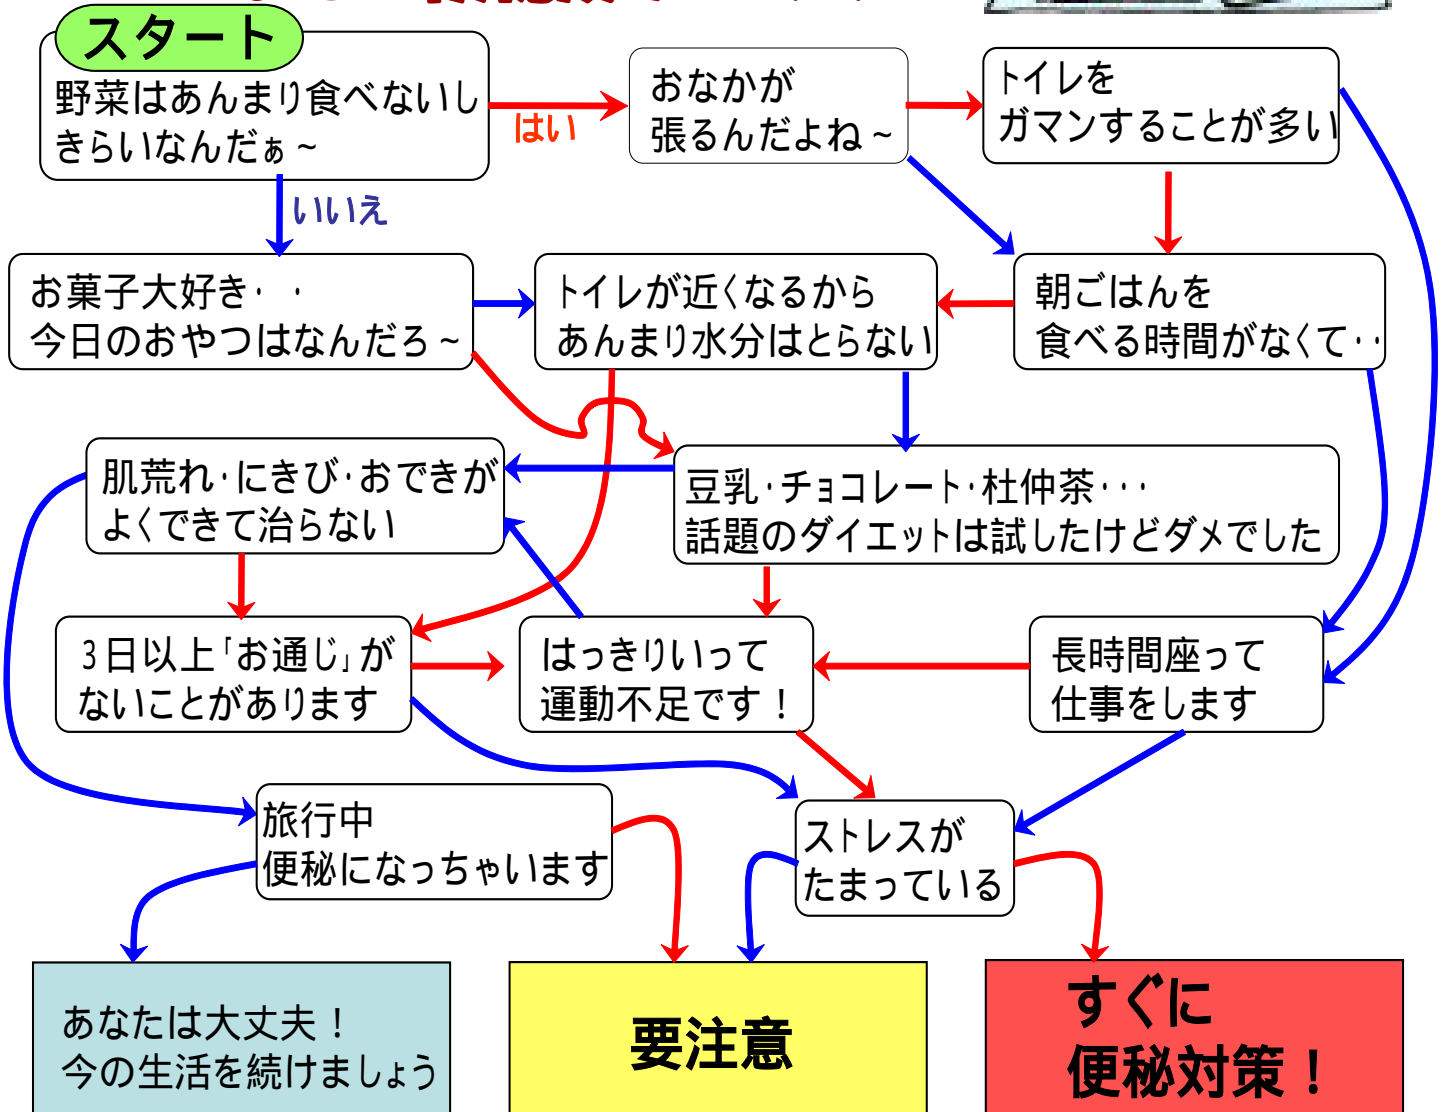 スタート
野菜はあんまり食べないし
きらいなんだぁ~
はい
おなかが
張るんだよね~
トイレを
ガマンすることが多い
いいえ
お菓子大好き・・
今日のおやつはなんだろ~
トイレが近くなるから
あんまり水分はとらない
朝ごはんを
食べる時間がなくて・・
肌荒れ・にきび・おできが
よくできて治らない
豆乳・チョコレート・杜仲茶・・・
話題のダイエットは試したけどダメでした
3日以上「お通じ」が
ないことがあります
はっきりいって
運動不足です！
長時間座って
仕事をします
旅行中
便秘になっちゃいます
ストレスが
たまっている
あなたは大丈夫！
今の生活を続けましょう
要注意
すぐに
便秘対策！